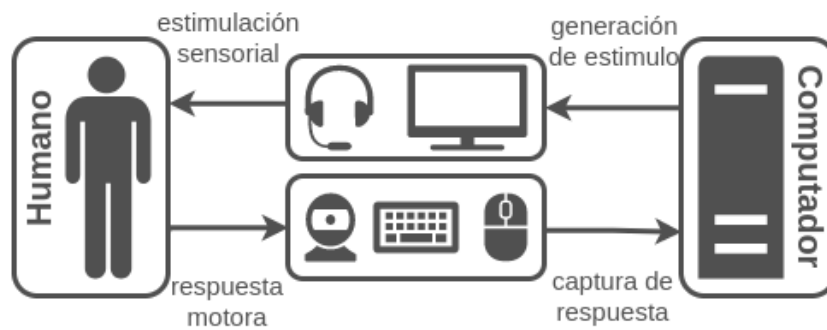 estimulación
sensorial
generación
de estimulo
Humano
Computador
respuesta
motora
captura de
respuesta